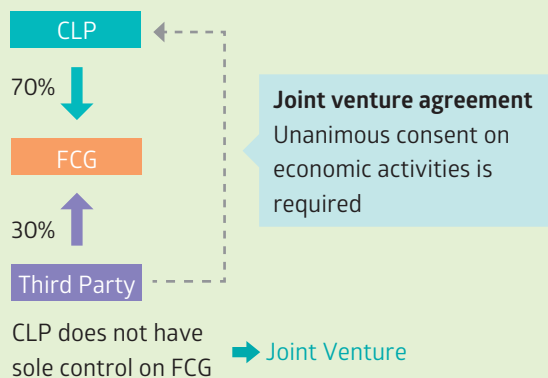 CLP
70%
FCG
30%
Third Party
Joint venture agreement
Unanimous consent on
economic activities is
required
CLP does not have
sole control on FCG
Joint Venture